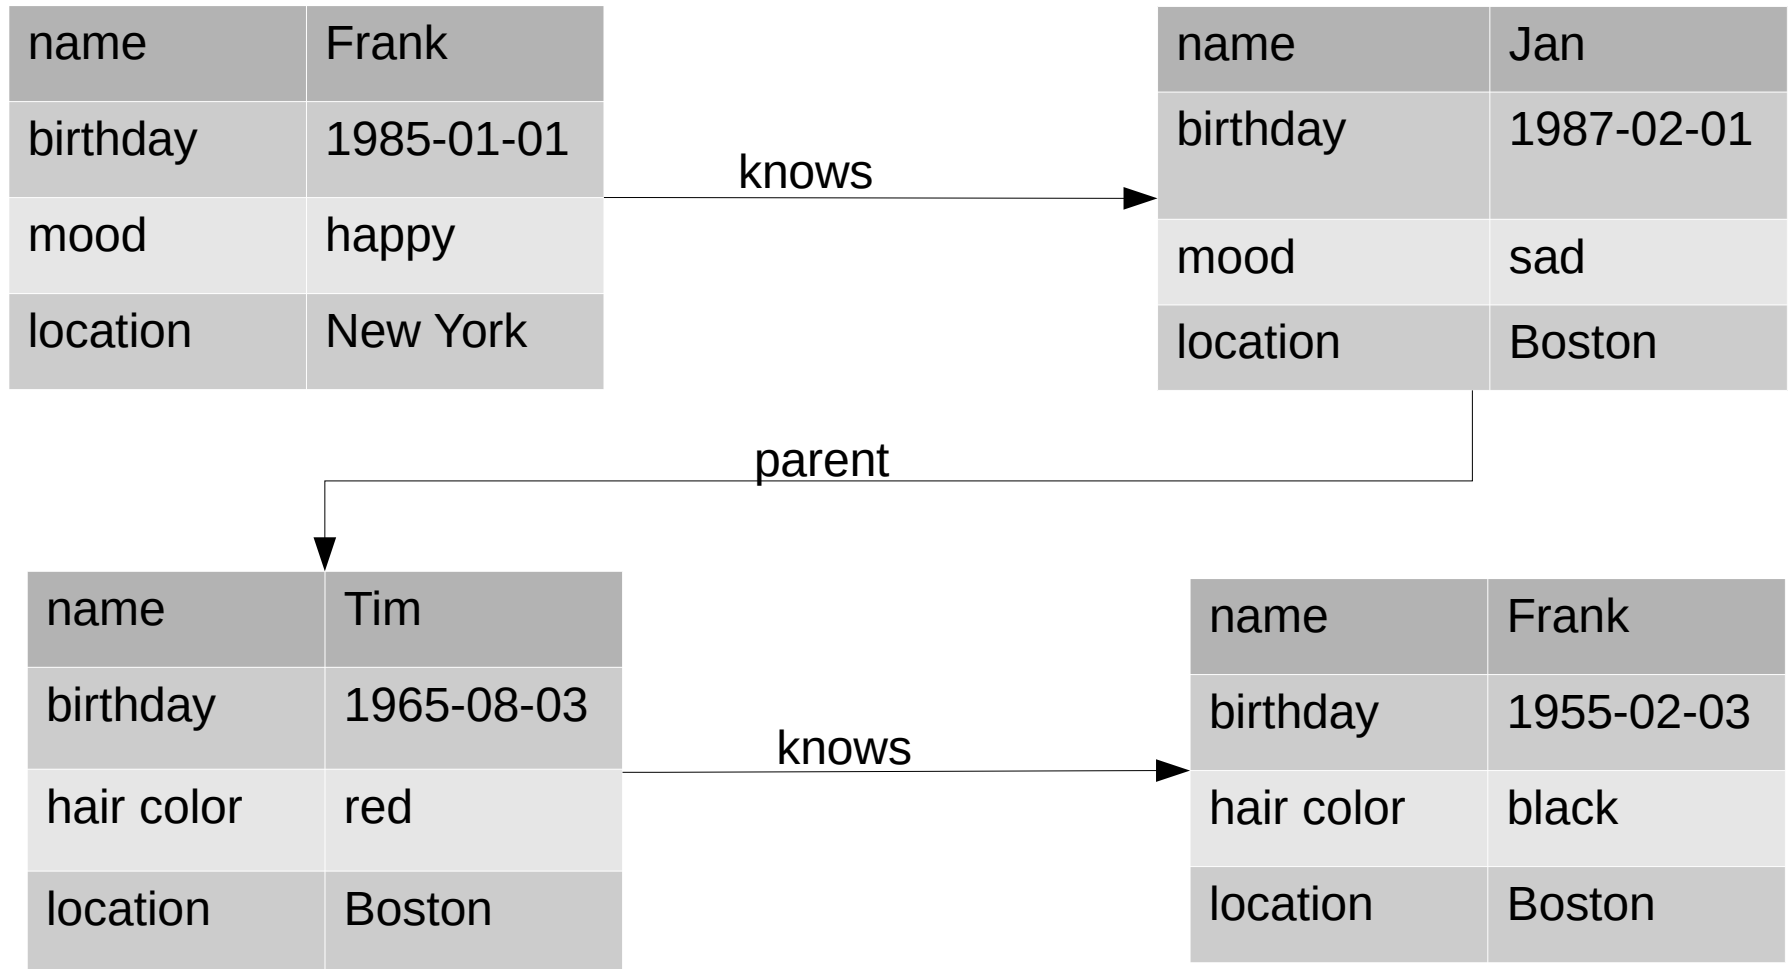 name Frank
birthday 1985-01-01
mood happy
location New York
knows
name Jan
birthday 1987-02-01
mood sad
location Boston
parent
name Tim
birthday 1965-08-03
hair color red
location Boston
knows
name Frank
birthday 1955-02-03
hair color black
location Boston